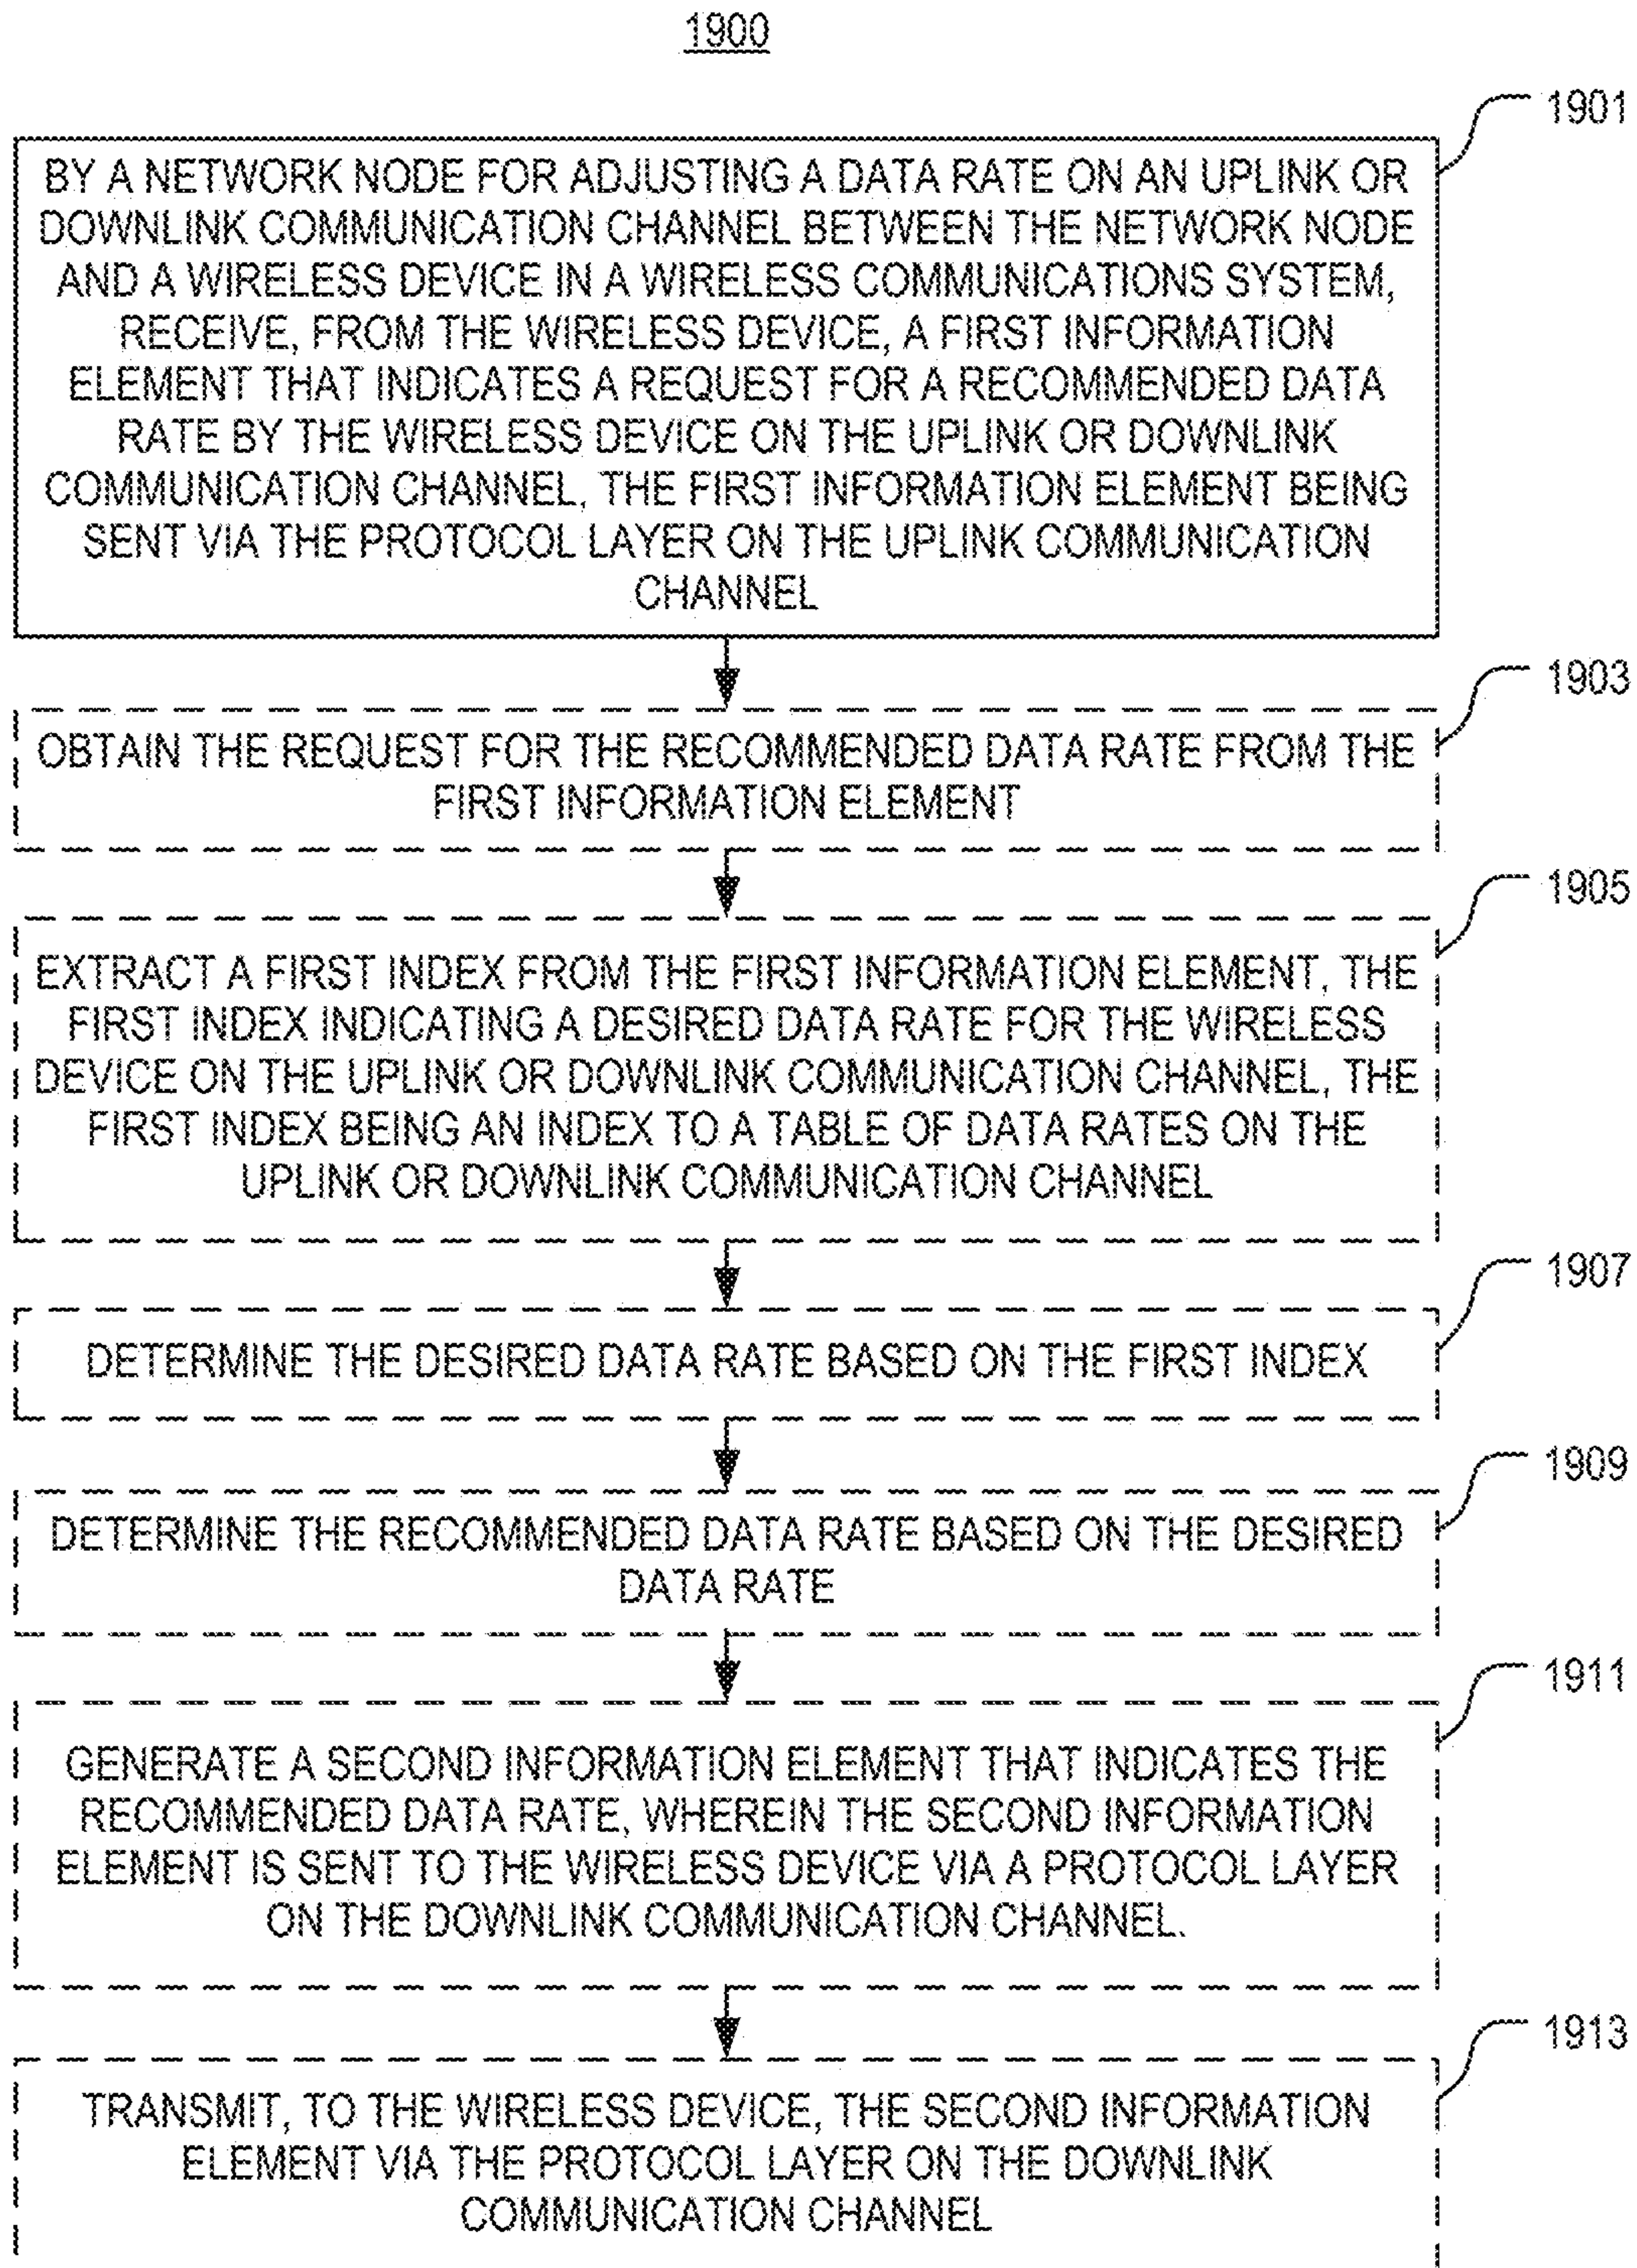 1900
1901
BY A NETWORK NODE FOR ADJUSTING A DATA RATE ON AN UPLINK OR
DOWNLINK COMMUNICATION CHANNEL BETWEEN THE NETWORK NODE
AND A WIRELESS DEVICE IN A WIRELESS COMMUNICATIONS SYSTEM,
RECEIVE, FROM THE WIRELESS DEVICE, A FIRST INFORMATION
ELEMENT THAT INDICATES A REQUEST FOR A RECOMMENDED DATA
RATE BY THE WIRELESS DEVICE ON THE UPLINK OR DOWNLINK
COMMUNICATION CHANNEL, THE FIRST INFORMATION ELEMENT BEING
SENT VIA THE PROTOCOL LAYER ON THE UPLINK COMMUNICATION
CHANNEL
1903
OBTAIN THE REQUEST FOR THE RECOMMENDED DATA RATE FROM THE
FIRST INFORMATION ELEMENT
1905
EXTRACT A FIRST INDEX FROM THE FIRST INFORMATION ELEMENT, THE
FIRST INDEX INDICATING A DESIRED DATA RATE FOR THE WIRELESS
DEVICE ON THE UPLINK OR DOWNLINK COMMUNICATION CHANNEL, THE
FIRST INDEX BEING AN INDEX TO A TABLE OF DATA RATES ON THE
UPLINK OR DOWNLINK COMMUNICATION CHANNEL
1907
DETERMINE THE DESIRED DATA RATE BASED ON THE FIRST INDEX
1909
DETERMINE THE RECOMMENDED DATA RATE BASED ON THE DESIRED
DATA RATE
1911
GENERATE A SECOND INFORMATION ELEMENT THAT INDICATES THE
RECOMMENDED DATA RATE, WHEREIN THE SECOND INFORMATION
ELEMENT IS SENT TO THE WIRELESS DEVICE VIA A PROTOCOL LAYER
ON THE DOWNLINK COMMUNICATION CHANNEL.
1913
TRANSMIT, TO THE WIRELESS DEVICE, THE SECOND INFORMATION
ELEMENT VIA THE PROTOCOL LAYER ON THE DOWNLINK
COMMUNICATION CHANNEL